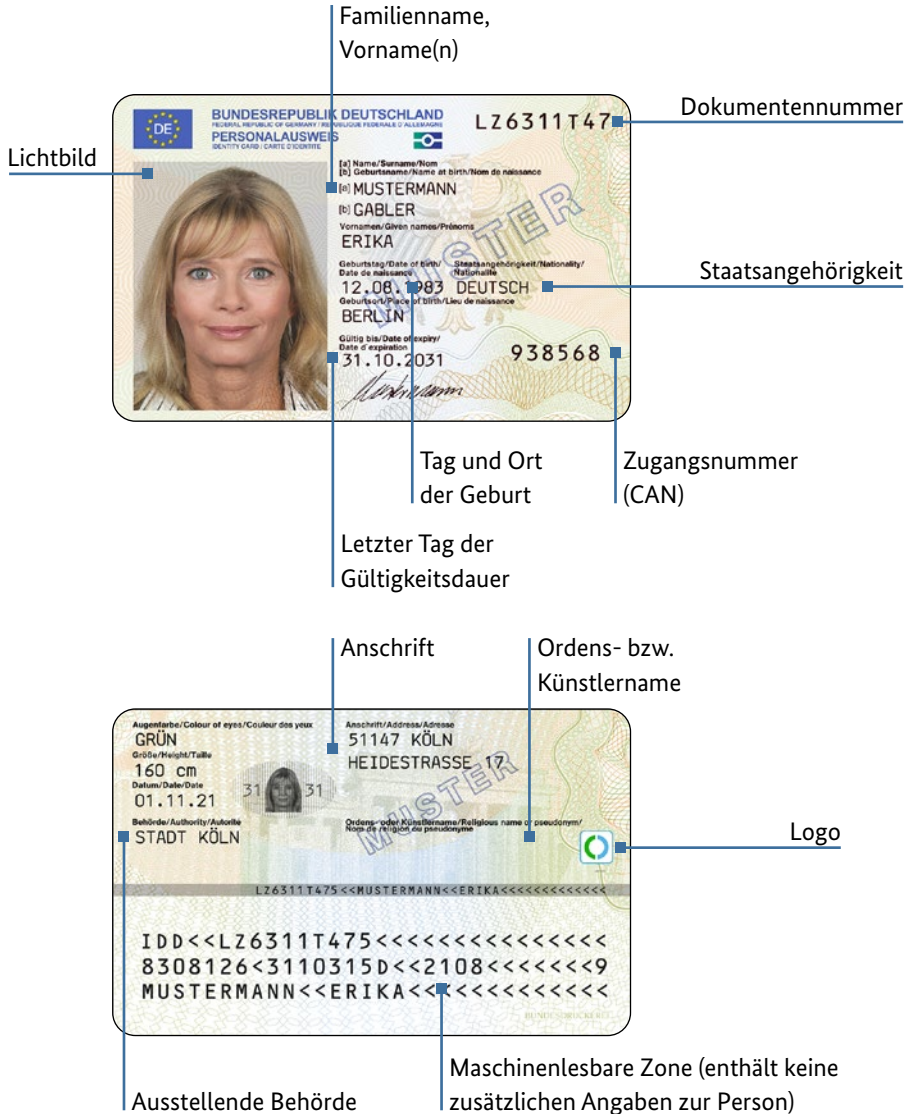 Familienname,
Vorname(n)
Dokumentennummer
Lichtbild
DE
BUNDESREPUBLIK DEUTSCHLAND
FEDERAL REPUBLIC OF GERMANY / REPUBLIQUE FEDERALE D'ALLEMAGNE
PERSONALAUSWEIS
IDENTITY CARD / CARTE D'IDENTITE
LZ6311T47
[a] Name/Surname/Nom
[b] Geburtsname/Name at birth/Nom de naissance
[a] MUSTERMANN
[b] GABLER
Vornamen/Given names/Prénoms
ERIKA
Geburtstag/Date of birth/
Date de naissance
Staatsangehörigkeit/Nationality/
Nationalité
12.08.1983 DEUTSCH
Staatsangehörigkeit
Geburtsort/Place of birth/Lieu de naissance
BERLIN
Gültig bis/Date of expiry/
Date d'expiration
31.10.2031
938568
Mustermann
MUSTER
Tag und Ort
der Geburt
Zugangsnummer
(CAN)
Letzter Tag der
Gültigkeitsdauer
Anschrift
Ordens- bzw.
Künstlername
Augenfarbe/Colour of eyes/Couleur des yeux
GRÜN
Größe/Height/Taille
160 cm
Datum/Date/Date
01.11.21
Behörde/Authority/Autorité
STADT KÖLN
31 31
Anschrift/Address/Adresse
51147 KÖLN
HEIDESTRASSE 17
MUSTER
Ordens- oder Künstlername/Religious name or pseudonym/
Nom de religion ou pseudonyme
Logo
LZ6311T475<<MUSTERMANN<<ERIKA<<<<<<<<<<<<<
IDD<<LZ6311T475<<<<<<<<<<<<<<<
8308126<3110315D<<2108<<<<<<<9
MUSTERMANN<<ERIKA<<<<<<<<<<<<<
BUNDESDRUCKEREI
Ausstellende Behörde
Maschinenlesbare Zone (enthält keine
zusätzlichen Angaben zur Person)